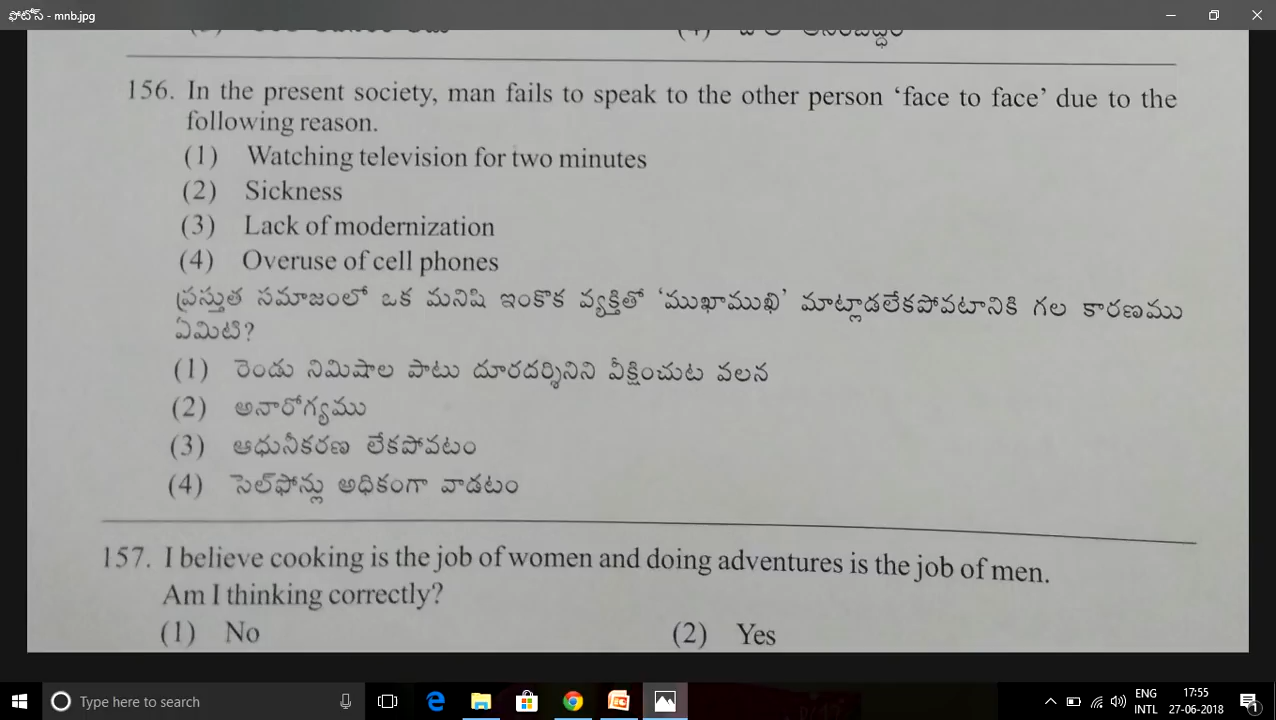 ఫోటోస్ - mnb.jpg
156. In the present society, man fails to speak to the other person ‘face to face’ due to the
following reason.
(1) Watching television for two minutes
(2) Sickness
(3) Lack of modernization
(4) Overuse of cell phones
ప్రస్తుత సమాజంలో ఒక మనిషి ఇంకొక వ్యక్తితో ‘ముఖాముఖి’ మాట్లాడలేకపోవటానికి గల కారణము
ఏమిటి?
(1) రెండు నిమిషాల పాటు దూరదర్శినిని వీక్షించుట వలన
(2) అనారోగ్యము
(3) ఆధునీకరణ లేకపోవటం
(4) సెల్‌ఫోన్లు అధికంగా వాడటం
157. I believe cooking is the job of women and doing adventures is the job of men.
Am I thinking correctly?
(1) No (2) Yes
Type here to search
ENG 17:55
INTL 27-06-2018